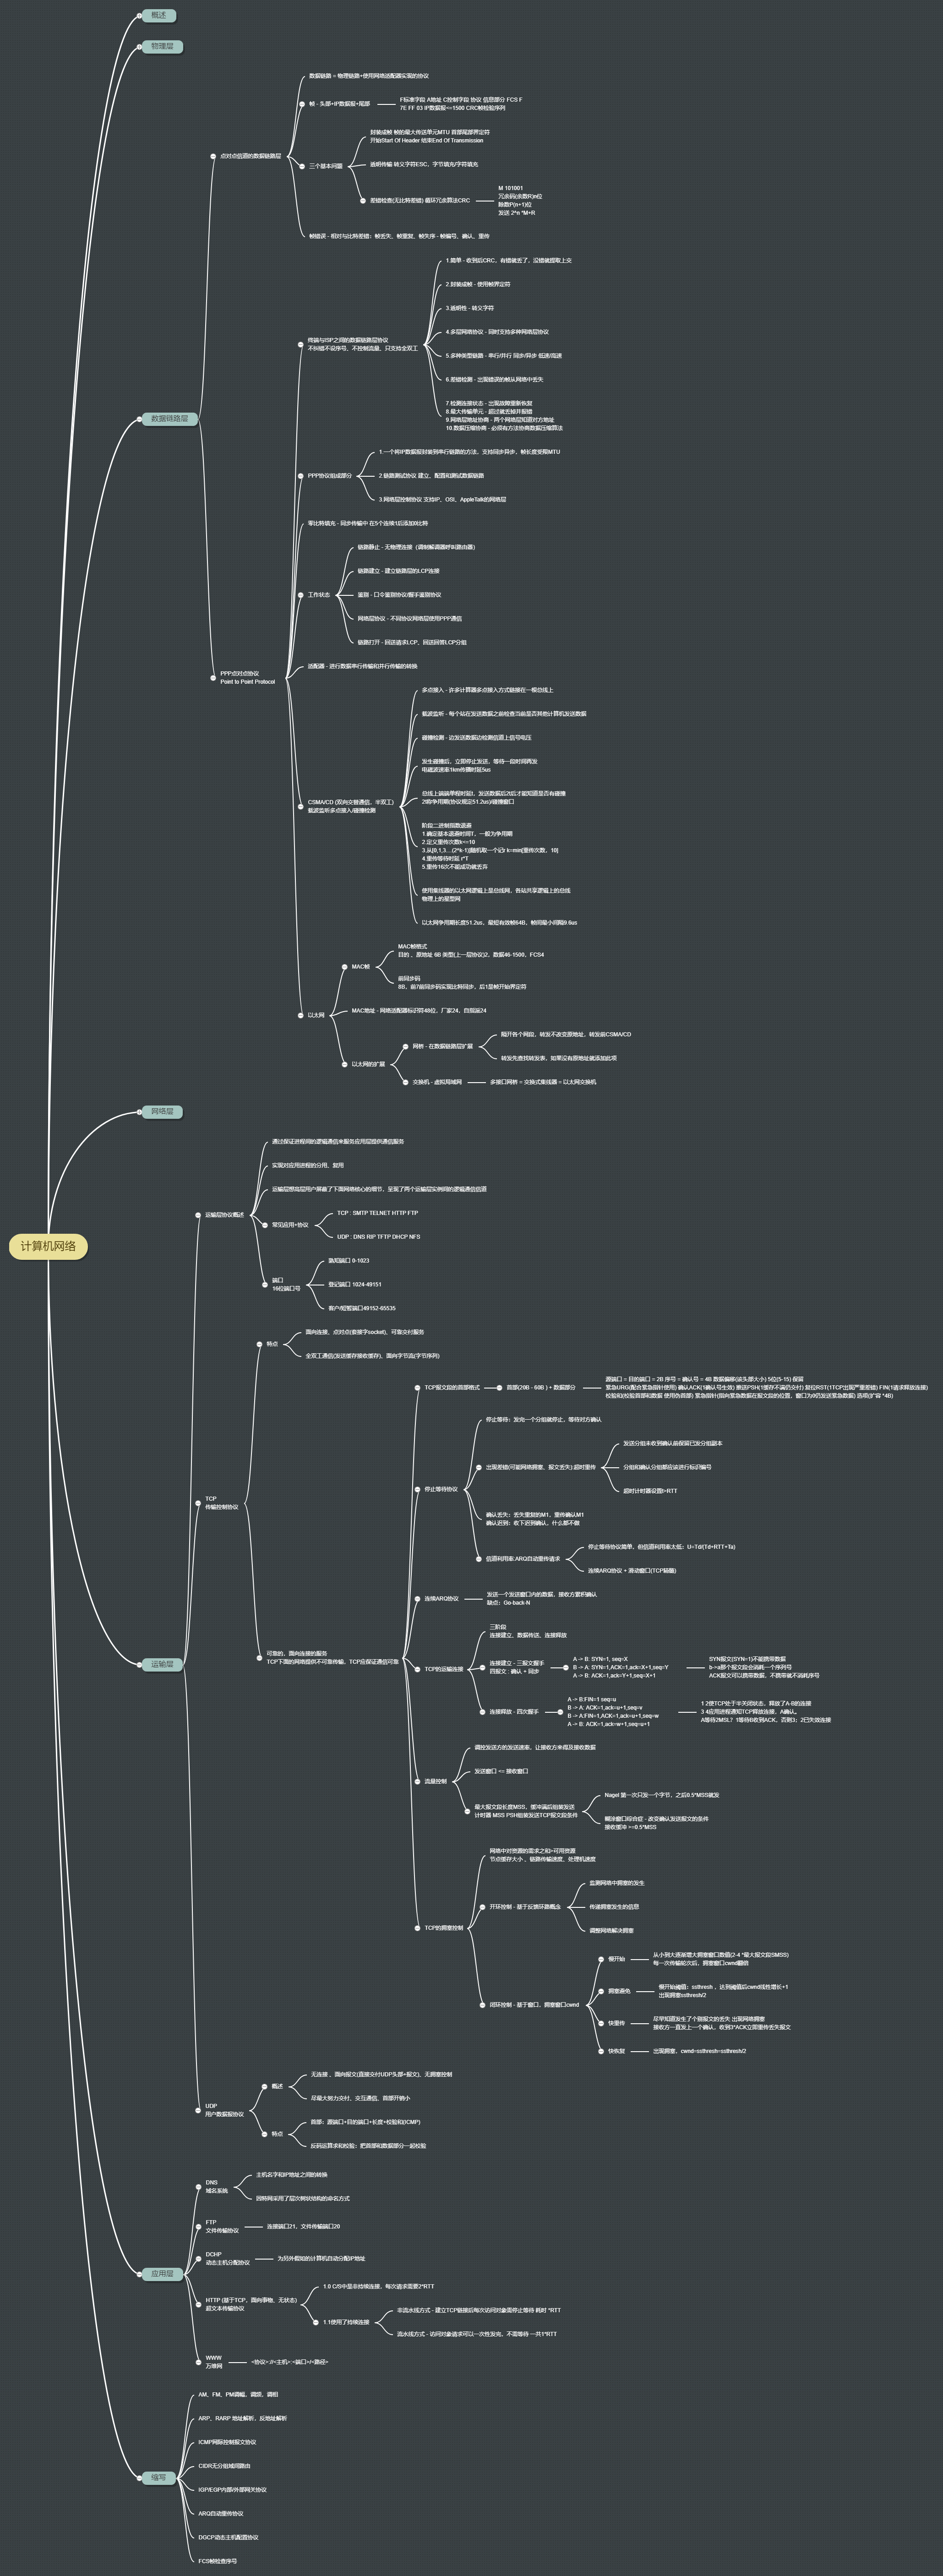 概述
物理层
数据链路 = 物理链路+使用网络适配器实现的协议
帧 - 头部+IP数据报+尾部
F标准字段 A地址 C控制字段 协议 信息部分 FCS F
7E FF 03 IP数据报<=1500 CRC帧检验序列
点对点信道的数据链路层
三个基本问题
封装成帧 帧的最大传送单元MTU 首部尾部界定符
开始Start Of Header 结束End Of Transmission
透明传输 转义字符ESC，字节填充/字符填充
差错检查(无比特差错) 循环冗余算法CRC
M 101001
冗余码(余数R)n位
除数P(n+1)位
发送 2^n *M+R
帧错误 - 相对与比特差错：帧丢失、帧重复、帧失序 - 帧编号、确认、重传
数据链路层
PPP点对点协议
Point to Point Protocol
终端与ISP之间的数据链路层协议
不纠错不设序号，不控制流量，只支持全双工
1.简单 - 收到后CRC，有错就丢了，没错就提取上交
2.封装成帧 - 使用帧界定符
3.透明性 - 转义字符
4.多层网络协议 - 同时支持多种网络层协议
5.多种类型链路 - 串行/并行 同步/异步 低速/高速
6.差错检测 - 出现错误的帧从网络中丢失
7.检测连接状态 - 出现故障重新恢复
8.最大传输单元 - 超过就丢掉并报错
9.网络层地址协商 - 两个网络层知道对方地址
10.数据压缩协商 - 必须有方法协商数据压缩算法
PPP协议组成部分
1.一个将IP数据报封装到串行链路的方法，支持同步异步，帧长度受限MTU
2.链路测试协议 建立、配置和测试数据链路
3.网络层控制协议 支持IP、OSI、AppleTalk的网络层
零比特填充 - 同步传输中 在5个连续1后添加0比特
工作状态
链路静止 - 无物理连接（调制解调器呼叫路由器）
链路建立 - 建立链路层的LCP连接
鉴别 - 口令鉴别协议/握手鉴别协议
网络层协议 - 不同协议网络层使用PPP通信
链路打开 - 回送请求LCP，回送回答LCP分组
适配器 - 进行数据串行传输和并行传输的转换
CSMA/CD (双向交替通信，半双工)
载波监听多点接入/碰撞检测
多点接入 - 许多计算器多点接入方式链接在一根总线上
载波监听 - 每个站在发送数据之前检查当前是否其他计算机发送数据
碰撞检测 - 边发送数据边检测信道上信号电压
发生碰撞后，立即停止发送，等待一段时间再发
电磁波速率1km传播时延5us
总线上端端单程时延t，发送数据后2t后才能知道是否有碰撞
2t称争用期(协议规定51.2us)/碰撞窗口
阶段二进制指数退避
1.确定基本退避时间T，一般为争用期
2.定义重传次数k<=10
3.从[0,1,3....(2^k-1)]随机取一个记r k=min[重传次数，10]
4.重传等待时延 r*T
5.重传16次不能成功就丢弃
使用集线器的以太网逻辑上是总线网，各站共享逻辑上的总线
物理上的星型网
以太网争用期长度51.2us，最短有效帧64B，帧间最小间隔9.6us
以太网
MAC帧
MAC帧格式
目的 、原地址 6B 类型(上一层协议)2，数据46-1500，FCS4
前同步码
8B，前7前同步码实现比特同步，后1是帧开始界定符
MAC地址 - 网络适配器标识符48位，厂家24，自指派24
以太网的扩展
网桥 - 在数据链路层扩展
隔开各个网段，转发不改变原地址，转发前CSMA/CD
转发先查找转发表，如果没有原地址就添加此项
交换机 - 虚拟局域网
多接口网桥 = 交换式集线器 = 以太网交换机
网络层
计算机网络
运输层
运输层协议概述
通过保证进程间的逻辑通信来服务应用层提供通信服务
实现对应用进程的分用、复用
运输层想高层用户屏蔽了下面网络核心的细节，呈现了两个运输层实例间的逻辑通信信道
常见应用+协议
TCP : SMTP TELNET HTTP FTP
UDP : DNS RIP TFTP DHCP NFS
端口
16位端口号
熟知端口 0-1023
登记端口 1024-49151
客户/短暂端口49152-65535
TCP
传输控制协议
特点
面向连接、点对点(套接字socket)、可靠交付服务
全双工通信(发送缓存接收缓存)、面向字节流(字节序列)
可靠的、面向连接的服务
TCP下面的网络提供不可靠传输，TCP应保证通信可靠
TCP报文段的首部格式
首部(20B - 60B ) + 数据部分
源端口 = 目的端口 = 2B 序号 = 确认号 = 4B 数据偏移(波头部大小) 5位(5-15) 保留
紧急URG(配合紧急指针使用) 确认ACK(1确认号生效) 推送PSH(1缓存不满仍交付) 复位RST(1TCP出现严重差错) FIN(1请求释放连接)
校验和(校验首部和数据 使用伪首部) 紧急指针(指向紧急数据在报文段的位置，窗口为0仍发送紧急数据) 选项(扩容 *4B)
停止等待协议
停止等待：发完一个分组就停止，等待对方确认
出现差错(可能网络拥塞，报文丢失):超时重传
发送分组未收到确认前保留已发分组副本
分组和确认分组都应该进行标识编号
超时计时器设置t>RTT
确认丢失：丢失重复的M1，重传确认M1
确认迟到：收下迟到确认，什么都不做
信道利用率:ARQ自动重传请求
停止等待协议简单，但信道利用率太低：U=Td/(Td+RTT+Ta)
连续ARQ协议 + 滑动窗口(TCP精髓)
连续ARQ协议
发送一个发送窗口内的数据，接收方累积确认
缺点：Go-back-N
TCP的运输连接
三阶段
连接建立、数据传送、连接释放
连接建立 - 三报文握手
四报文 : 确认 + 同步
A -> B: SYN=1, seq=X
B -> A: SYN=1,ACK=1,ack=X+1,seq=Y
A -> B: ACK=1,ack=Y+1,seq=X+1
SYN报文(SYN=1)不能携带数据
b->a那个报文段会消耗一个序列号
ACK报文可以携带数据，不携带就不消耗序号
连接释放 - 四次握手
A -> B:FIN=1 seq=u
B -> A: ACK=1,ack=u+1,seq=v
B -> A:FIN=1,ACK=1,ack=u+1,seq=w
A -> B: ACK=1,ack=w+1,seq=u+1
1 2使TCP处于半关闭状态，释放了A-B的连接
3 4应用进程通知TCP释放连接，A确认。
A等待2MSL？1等待B收到ACK，否则3；2已失效连接
流量控制
调控发送方的发送速率，让接收方来得及接收数据
发送窗口 <= 接收窗口
最大报文段长度MSS，缓冲满后组装发送
计时器 MSS PSH组装发送TCP报文段条件
Nagel 第一次只发一个字节，之后0.5*MSS就发
糊涂窗口综合症 - 改变确认发送报文的条件
接收缓冲 >=0.5*MSS
TCP的拥塞控制
网络中对资源的需求之和>可用资源
节点缓存大小 、链路传输速度、处理机速度
开环控制 - 基于反馈环路概念
监测网络中拥塞的发生
传递拥塞发生的信息
调整网络解决拥塞
闭环控制 - 基于窗口，拥塞窗口cwnd
慢开始
从小到大逐渐增大拥塞窗口数值(2-4 *最大报文段SMSS)
每一次传输轮次后，拥塞窗口cwnd翻倍
拥塞避免
慢开始阈值：ssthresh ，达到阈值后cwnd线性增长+1
出现拥塞ssthresh/2
快重传
尽早知道发生了个别报文的丢失 出现网络拥塞
接收方一直发上一个确认，收到3*ACK立即重传丢失报文
快恢复
出现拥塞，cwnd=ssthresh=ssthresh/2
UDP
用户数据报协议
概述
无连接 、面向报文(直接交付UDP头部+报文)、无拥塞控制
尽最大努力交付、交互通信、首部开销小
特点
首部：源端口+目的端口+长度+校验和(ICMP)
反码运算求和校验：把首部和数据部分一起校验
应用层
DNS
域名系统
主机名字和IP地址之间的转换
因特网采用了层次树状结构的命名方式
FTP
文件传输协议
连接端口21，文件传输端口20
DCHP
动态主机分配协议
为另外假如的计算机自动分配IP地址
HTTP (基于TCP，面向事物，无状态)
超文本传输协议
1.0 C/S中是非持续连接，每次请求需要2*RTT
1.1使用了持续连接
非流水线方式 - 建立TCP链接后每次访问对象需停止等待 耗时 *RTT
流水线方式 - 访问对象请求可以一次性发完，不需等待 一共1*RTT
WWW
万维网
<协议>://<主机>:<端口>/<路径>
缩写
AM、FM、PM调幅、调频、调相
ARP、RARP 地址解析，反地址解析
ICMP网际控制报文协议
CIDR无分组域间路由
IGP/EGP内部/外部网关协议
ARQ自动重传协议
DGCP动态主机配置协议
FCS帧检查序号